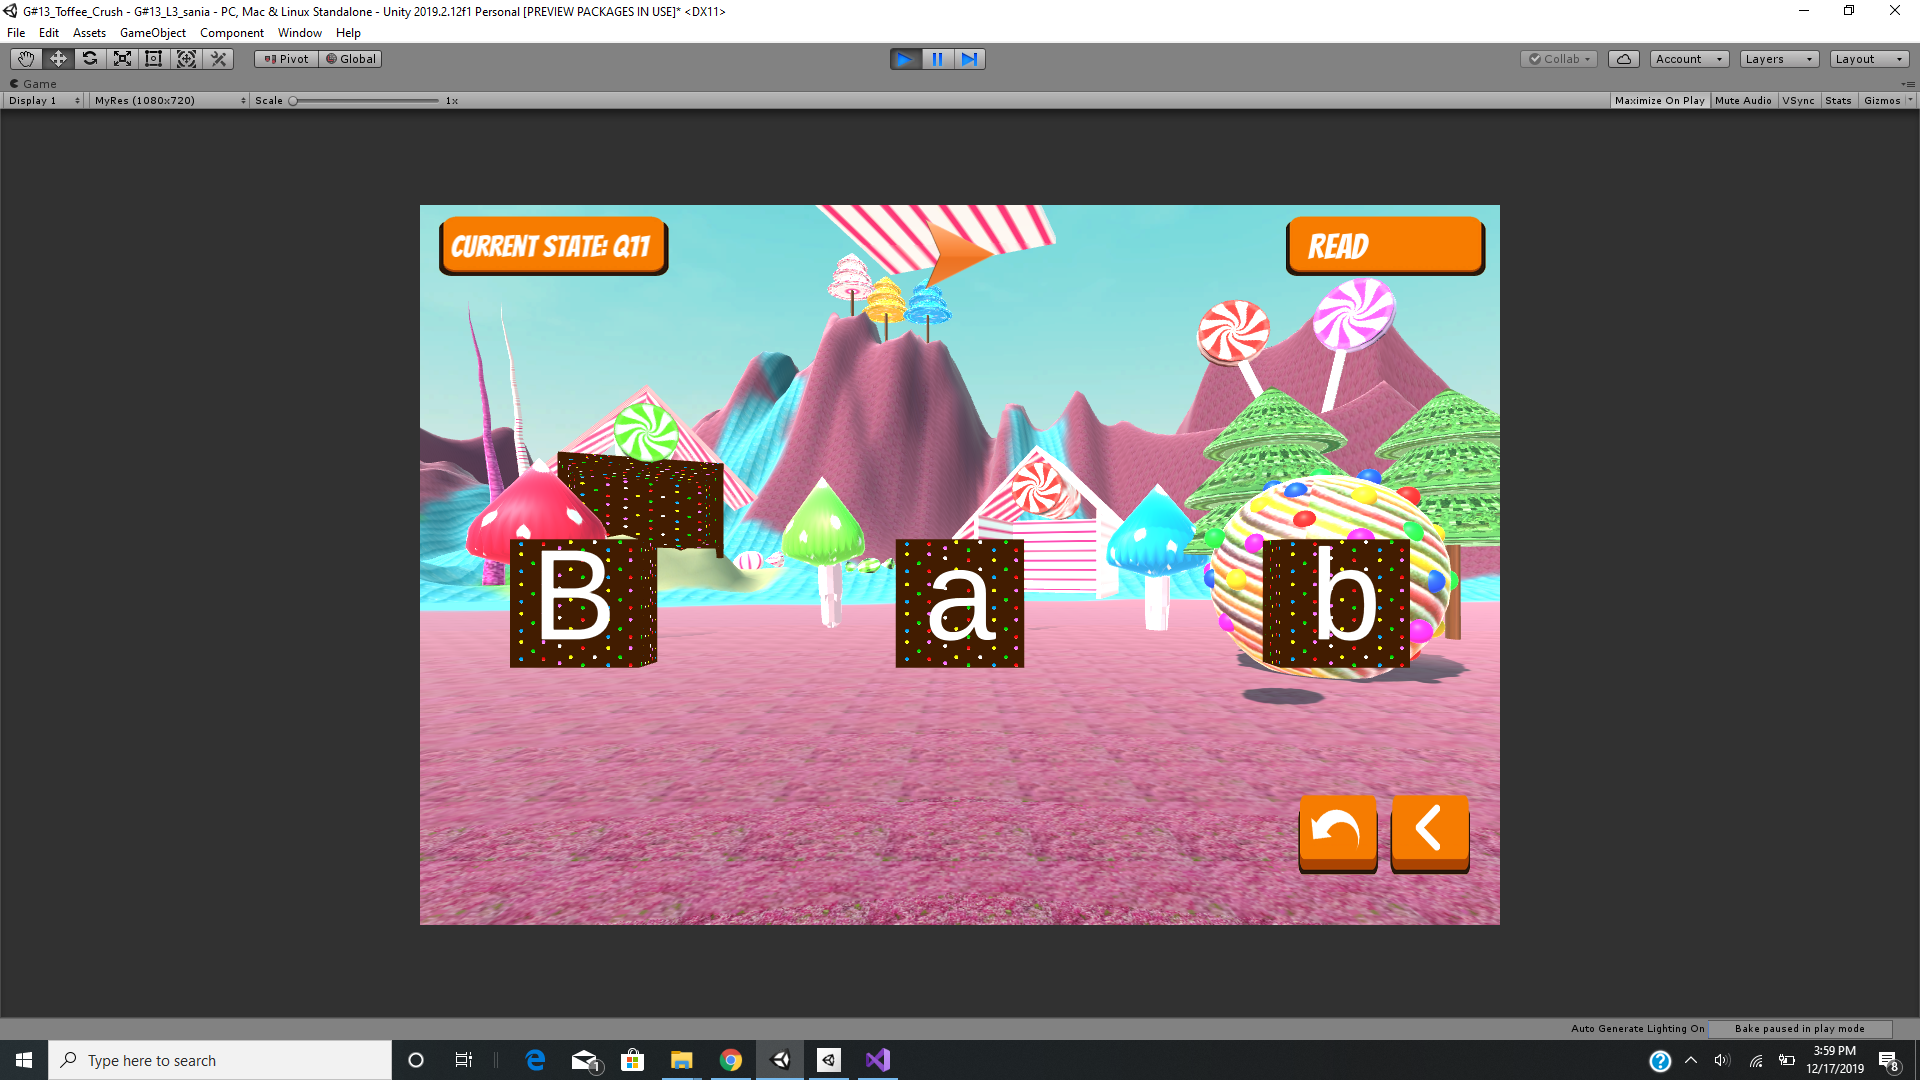 G#13_Toffee_Crush - G#13_L3_sania - PC, Mac & Linux Standalone - Unity 2019.2.12f1 Personal [PREVIEW PACKAGES IN USE]* <DX11>
File Edit Assets GameObject Component Window Help
Pivot Global Collab Account Layers Layout
Game
Display 1 MyRes (1080x720) Scale 1x Maximize On Play Mute Audio VSync Stats Gizmos
CURRENT STATE: Q11 READ
B a b
Auto Generate Lighting On Bake paused in play mode
Type here to search
1
3:59 PM
12/17/2019
8